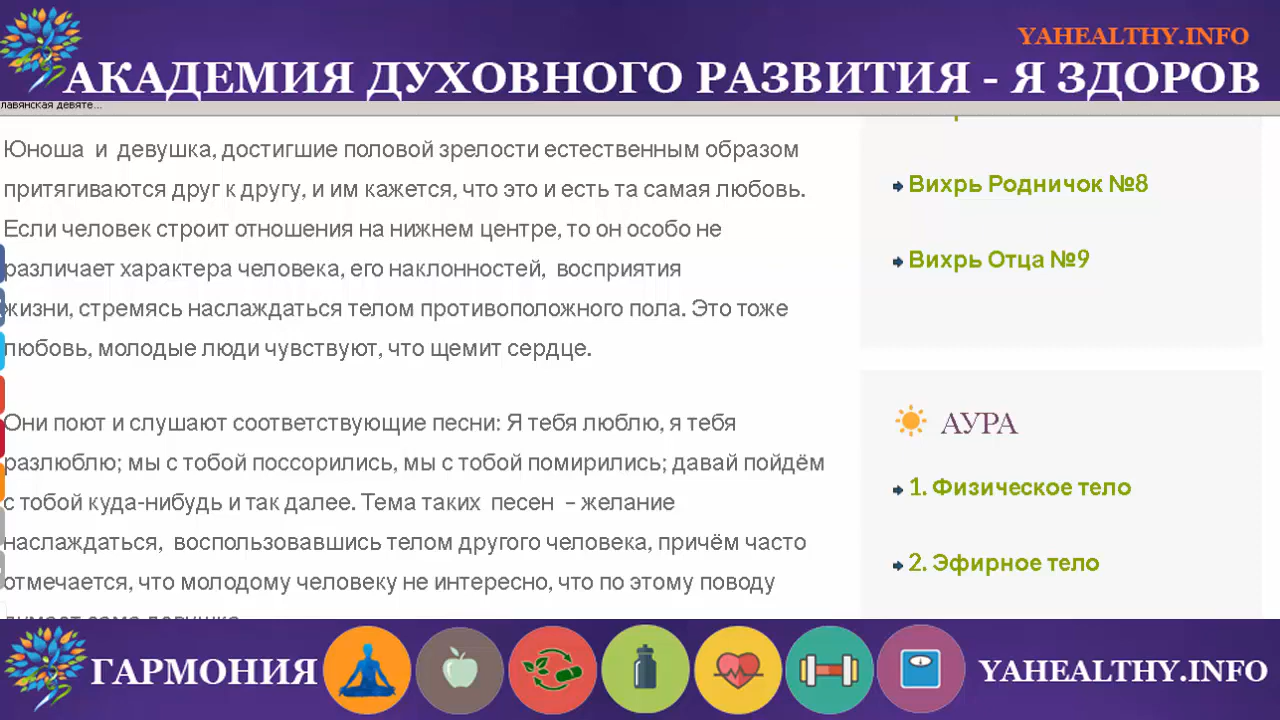 YAHEALTHY.INFO
АКАДЕМИЯ ДУХОВНОГО РАЗВИТИЯ - Я ЗДОРОВ
лавянская девяте...
Юноша и девушка, достигшие половой зрелости естественным образом
притягиваются друг к другу, и им кажется, что это и есть та самая любовь.
Если человек строит отношения на нижнем центре, то он особо не
различает характера человека, его наклонностей, восприятия
жизни, стремясь наслаждаться телом противоположного пола. Это тоже
любовь, молодые люди чувствуют, что щемит сердце.
Они поют и слушают соответствующие песни: Я тебя люблю, я тебя
разлюблю; мы с тобой поссорились, мы с тобой помирились; давай пойдём
с тобой куда-нибудь и так далее. Тема таких песен – желание
наслаждаться, воспользовавшись телом другого человека, причём часто
отмечается, что молодому человеку не интересно, что по этому поводу
Вихрь Родничок №8
Вихрь Отца №9
АУРА
1. Физическое тело
2. Эфирное тело
ГАРМОНИЯ
YAHEALTHY.INFO